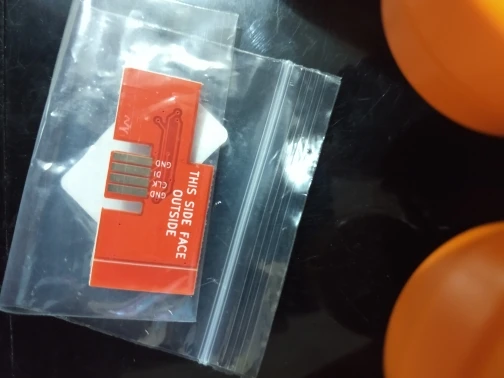 THIS SIDE FACE
OUTSIDE
GND
DI
CLK
GND